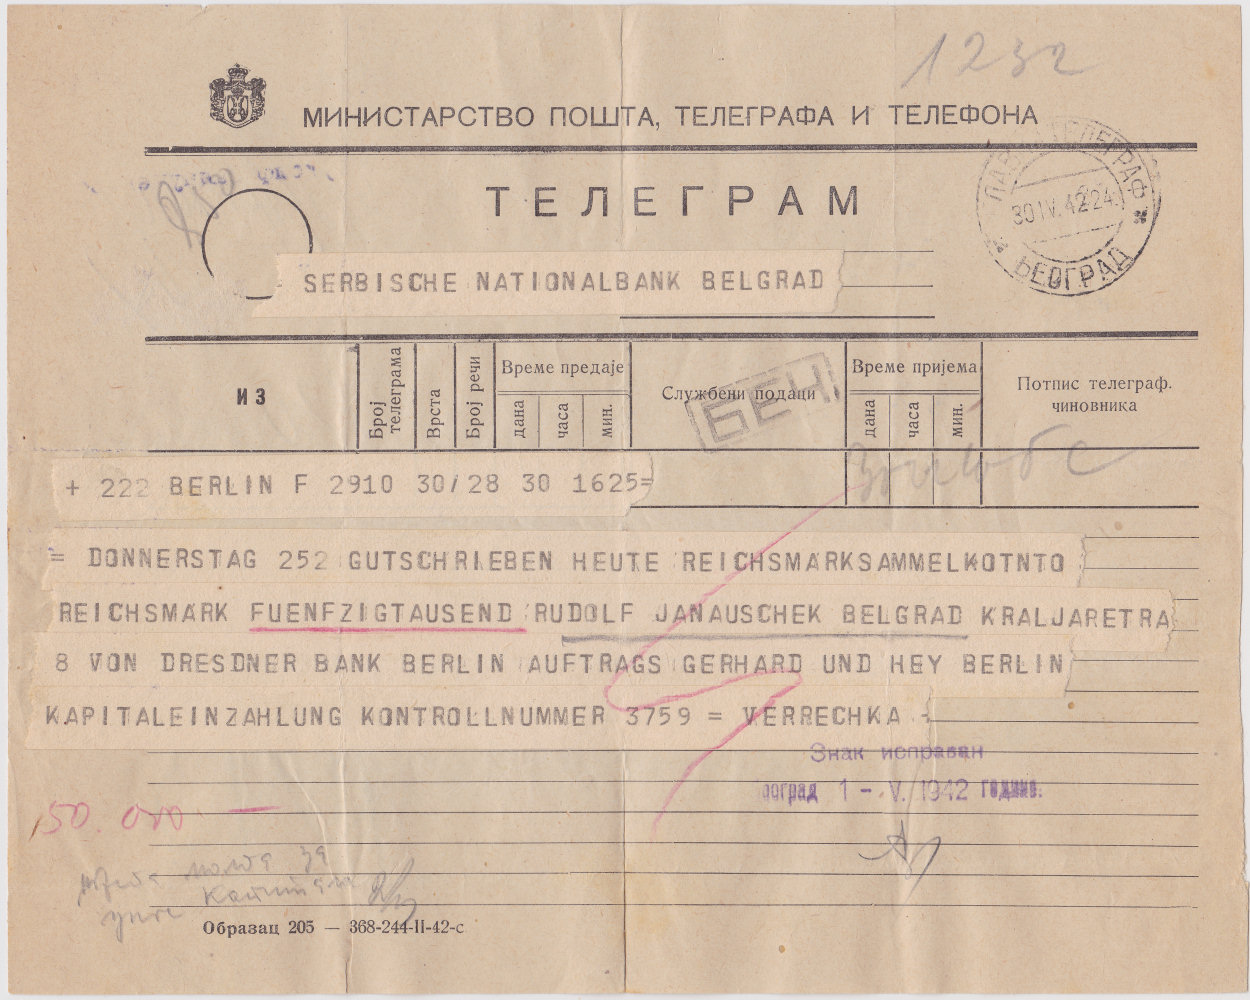 1232
МИНИСТАРСТВО ПОШТА, ТЕЛЕГРАФА И ТЕЛЕФОНА
ТЕЛЕГРАФ
30 IV. 42 24
БЕОГРАД
ТЕЛЕГРАМ
SERBISCHE NATIONALBANK BELGRAD
ИЗ
Број телеграма
Врста
Број речи
Време предаје
дана
часа
мин.
Службени подаци
БЕЧ
Време пријема
дана
часа
мин.
Потпис телеграф. чиновника
+ 222 BERLIN F 2910 30/28 30 1625=
= DONNERSTAG 252 GUTSCHRIEBEN HEUTE REICHSMARKSAMMELKOTNTO
REICHSMARK FUENFZIGTAUSEND RUDOLF JANAUSCHEK BELGRAD KRALJARETRA
8 VON DRESDNER BANK BERLIN AUFTRAGS GERHARD UND HEY BERLIN
KAPITALEINZAHLUNG KONTROLLNUMMER 3759 = VERRECHKA -
Знак исправан
оград 1 - V. 1942 године.
50.000 —
Образац 205 — 368-244-II-42-с